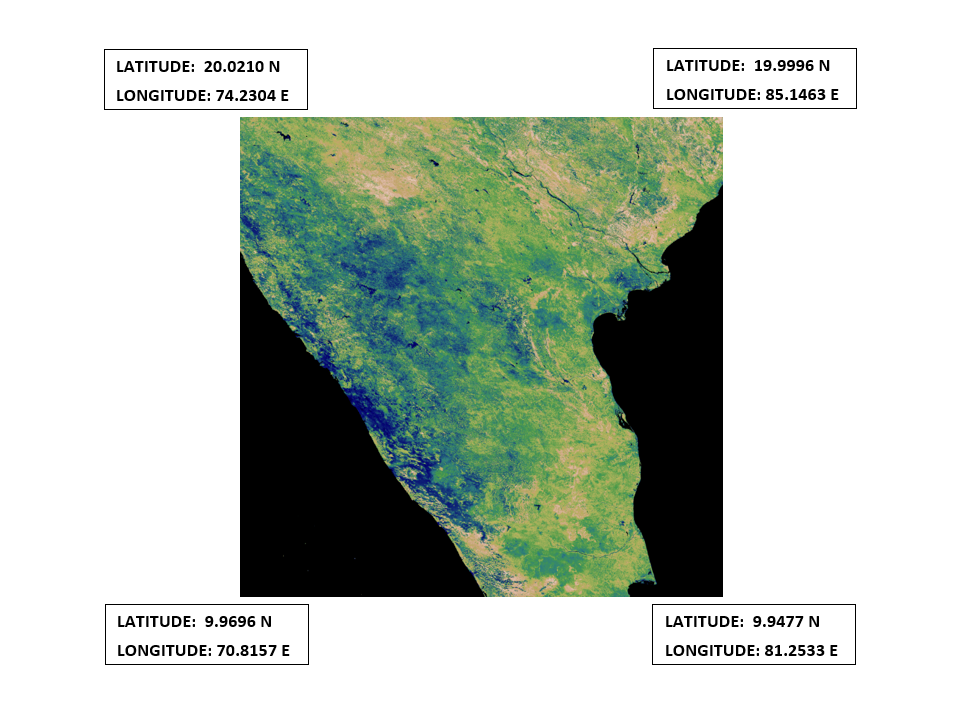 LATITUDE: 20.0210 N
LONGITUDE: 74.2304 E
LATITUDE: 19.9996 N
LONGITUDE: 85.1463 E
LATITUDE: 9.9696 N
LONGITUDE: 70.8157 E
LATITUDE: 9.9477 N
LONGITUDE: 81.2533 E